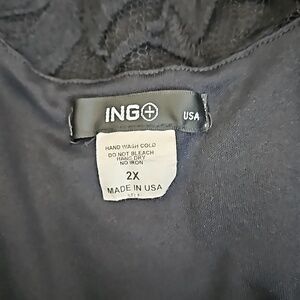 ING⊕
USA
HAND WASH COLD
DO NOT BLEACH
HANG DRY
NO IRON
2X
MADE IN USA